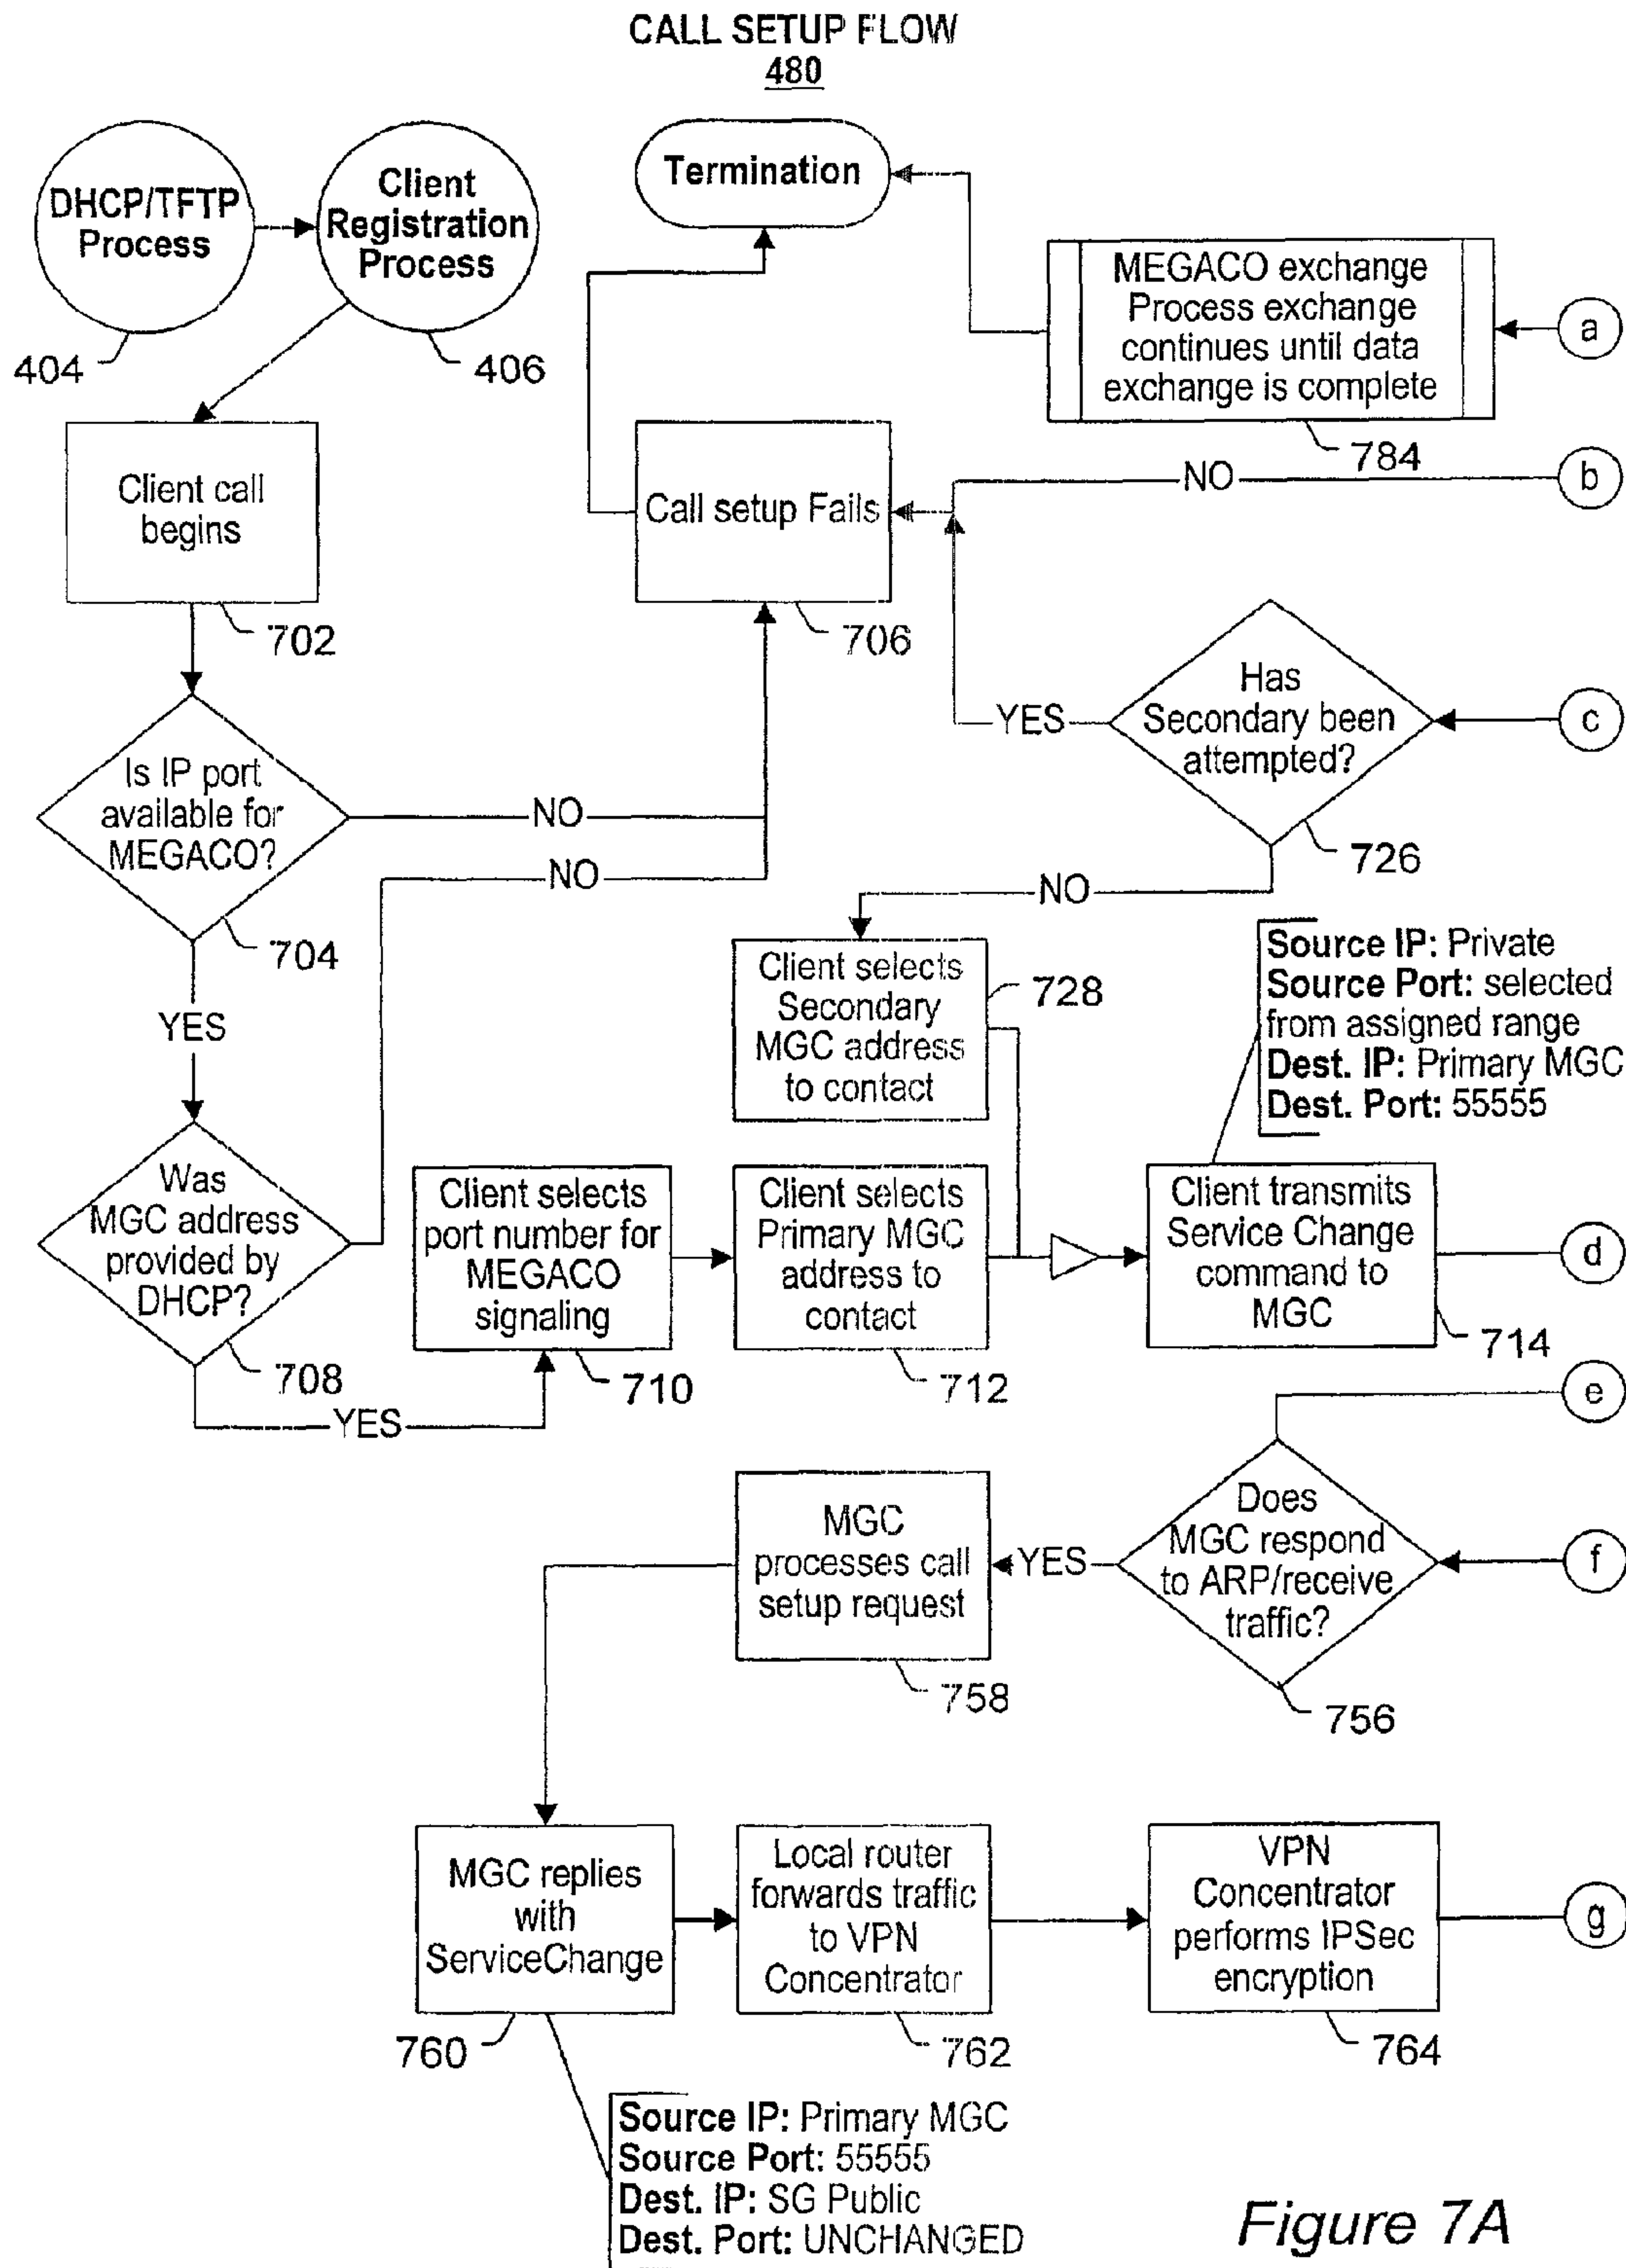 CALL SETUP FLOW
480
DHCP/TFTP
Process
404
Client
Registration
Process
406
Termination
MEGACO exchange
Process exchange
continues until data
exchange is complete
784
a
Client call
begins
702
Call setup Fails
706
NO
b
Has
Secondary been
attempted?
726
YES
c
Is IP port
available for
MEGACO?
704
NO
NO
NO
YES
Client selects
Secondary
MGC address
to contact
728
Source IP: Private
Source Port: selected
from assigned range
Dest. IP: Primary MGC
Dest. Port: 55555
Was
MGC address
provided by
DHCP?
708
YES
Client selects
port number for
MEGACO
signaling
710
Client selects
Primary MGC
address to
contact
712
Client transmits
Service Change
command to
MGC
714
d
e
MGC
processes call
setup request
758
YES
Does
MGC respond
to ARP/receive
traffic?
756
f
MGC replies
with
ServiceChange
760
Local router
forwards traffic
to VPN
Concentrator
762
VPN
Concentrator
performs IPSec
encryption
764
g
Source IP: Primary MGC
Source Port: 55555
Dest. IP: SG Public
Dest. Port: UNCHANGED
Figure 7A